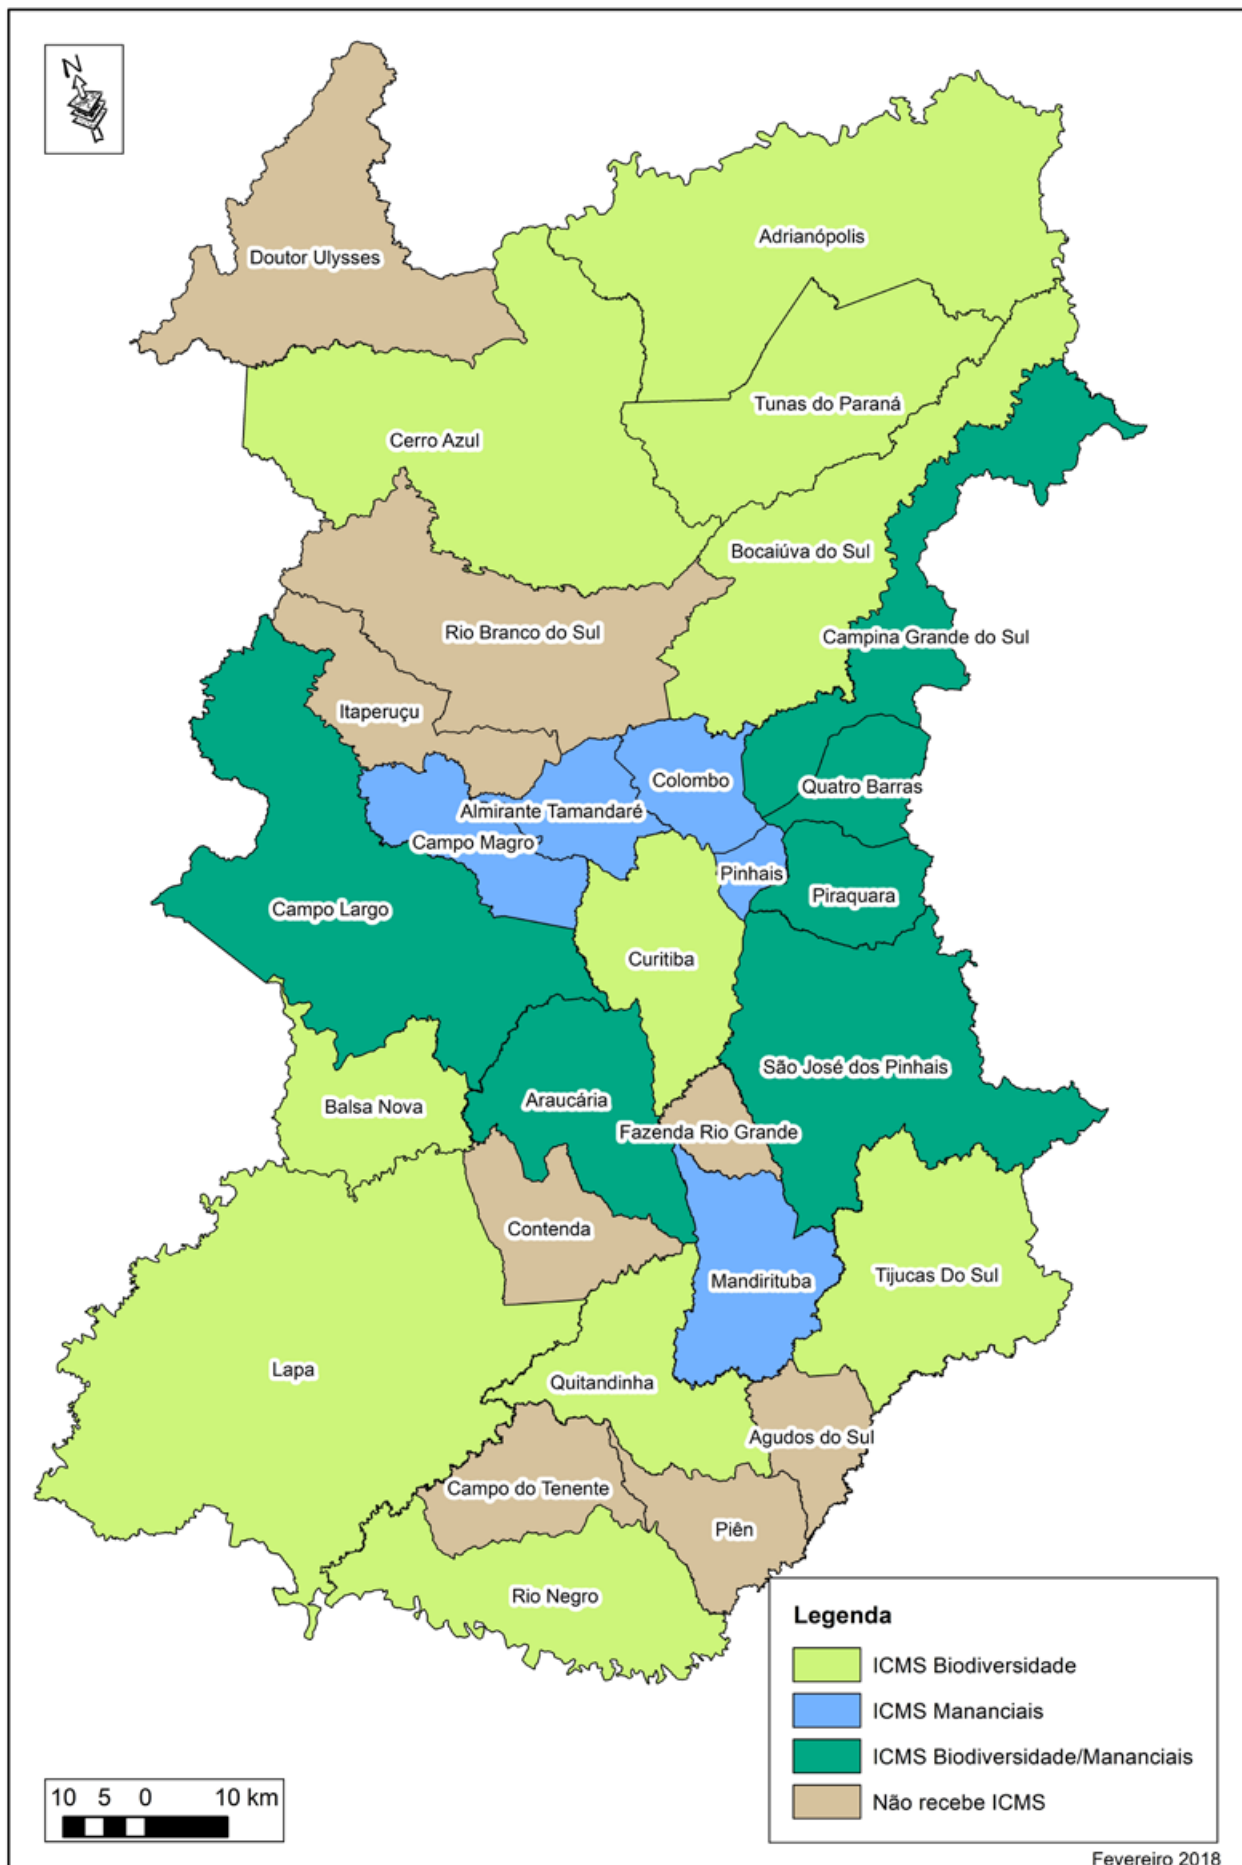 N
Doutor Ulysses
Adrianópolis
Tunas do Paraná
Cerro Azul
Bocaiúva do Sul
Rio Branco do Sul
Campina Grande do Sul
Itaperuçu
Colombo
Quatro Barras
Almirante Tamandaré
Campo Magro
Pinhais
Piraquara
Campo Largo
Curitiba
São José dos Pinhais
Araucária
Balsa Nova
Fazenda Rio Grande
Contenda
Tijucas Do Sul
Mandirituba
Lapa
Quitandinha
Agudos do Sul
Campo do Tenente
Piên
Rio Negro
Legenda
ICMS Biodiversidade
ICMS Mananciais
ICMS Biodiversidade/Mananciais
Não recebe ICMS
10 5 0 10 km
Fevereiro 2018